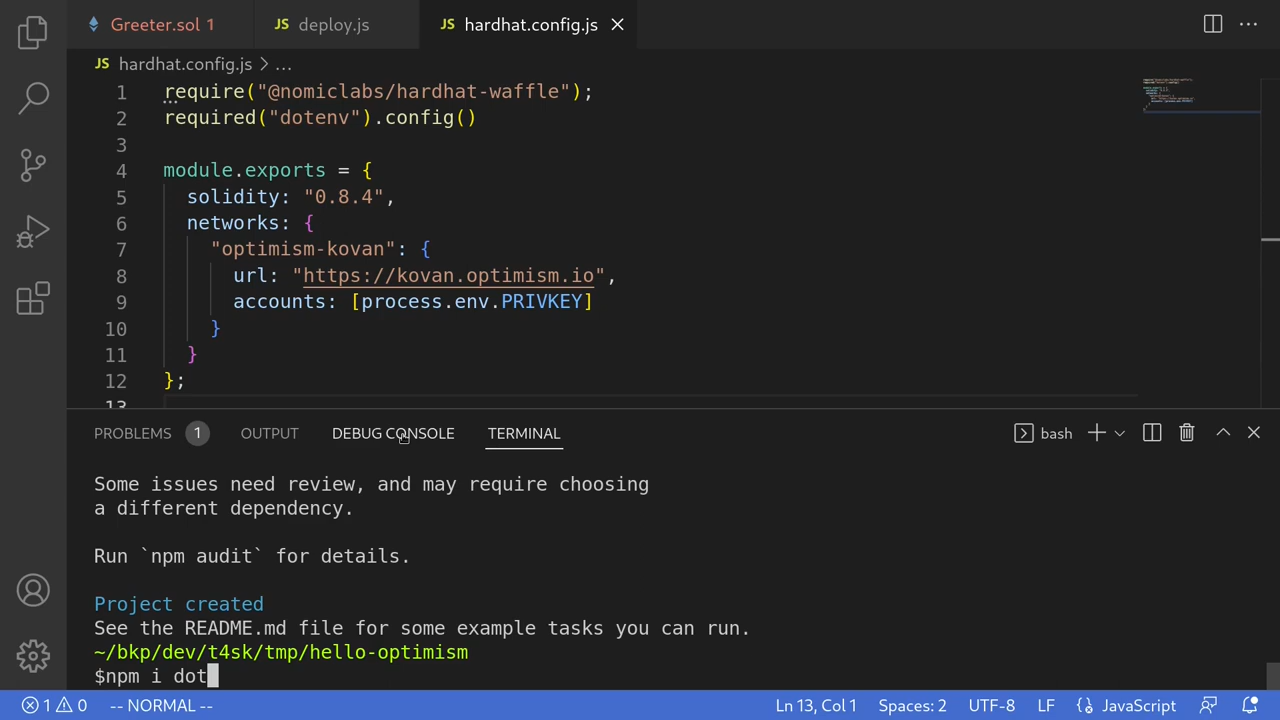 Greeter.sol 1
JS deploy.js
JS hardhat.config.js
JS hardhat.config.js > ...
1 require("@nomiclabs/hardhat-waffle");
2 required("dotenv").config()
3
4 module.exports = {
5 solidity: "0.8.4",
6 networks: {
7 "optimism-kovan": {
8 url: "https://kovan.optimism.io",
9 accounts: [process.env.PRIVKEY]
10 }
11 }
12 };
13
PROBLEMS 1 OUTPUT DEBUG CONSOLE TERMINAL bash
Some issues need review, and may require choosing
a different dependency.
Run `npm audit` for details.
Project created
See the README.md file for some example tasks you can run.
~/bkp/dev/t4sk/tmp/hello-optimism
$npm i dot
1 0 -- NORMAL -- Ln 13, Col 1 Spaces: 2 UTF-8 LF JavaScript